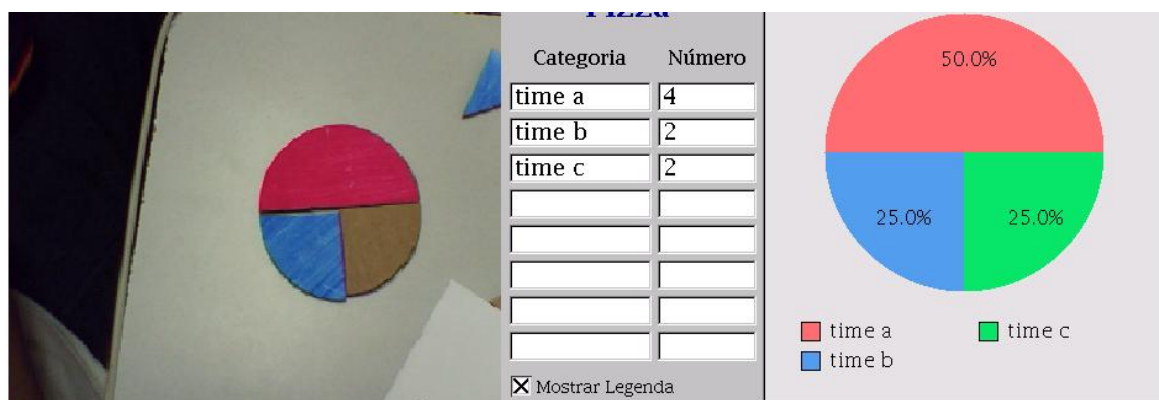 Pizza
Categoria Número
time a 4
time b 2
time c 2
Mostrar Legenda
50.0%
25.0% 25.0%
time a time c
time b